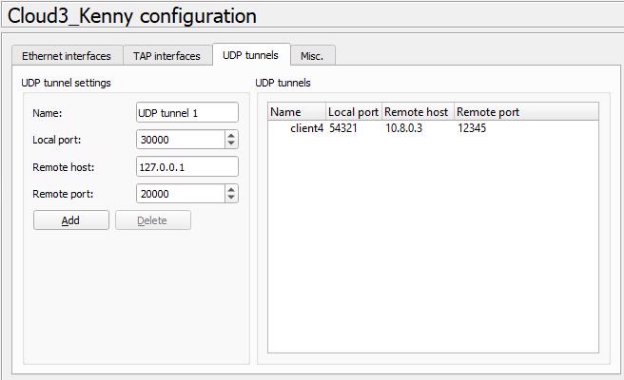 Cloud3_Kenny configuration
Ethernet interfaces TAP interfaces UDP tunnels Misc.
UDP tunnel settings
Name: UDP tunnel 1
Local port: 30000
Remote host: 127.0.0.1
Remote port: 20000
Add Delete
UDP tunnels
Name Local port Remote host Remote port
client4 54321 10.8.0.3 12345